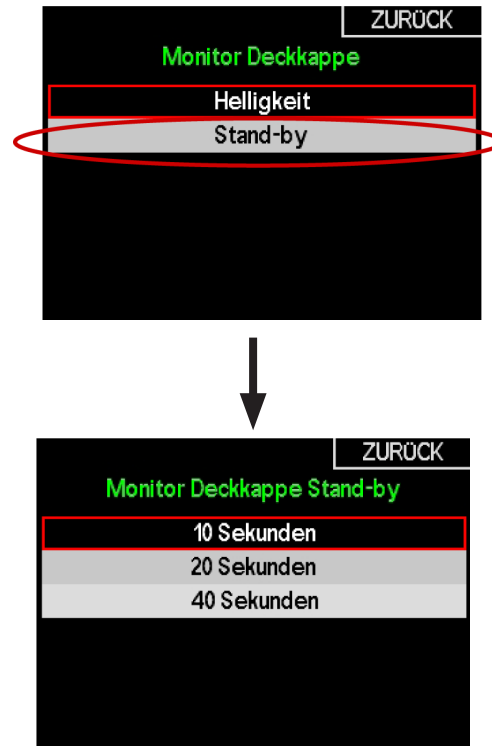 ZURÜCK
Monitor Deckkappe
Helligkeit
Stand-by
ZURÜCK
Monitor Deckkappe Stand-by
10 Sekunden
20 Sekunden
40 Sekunden